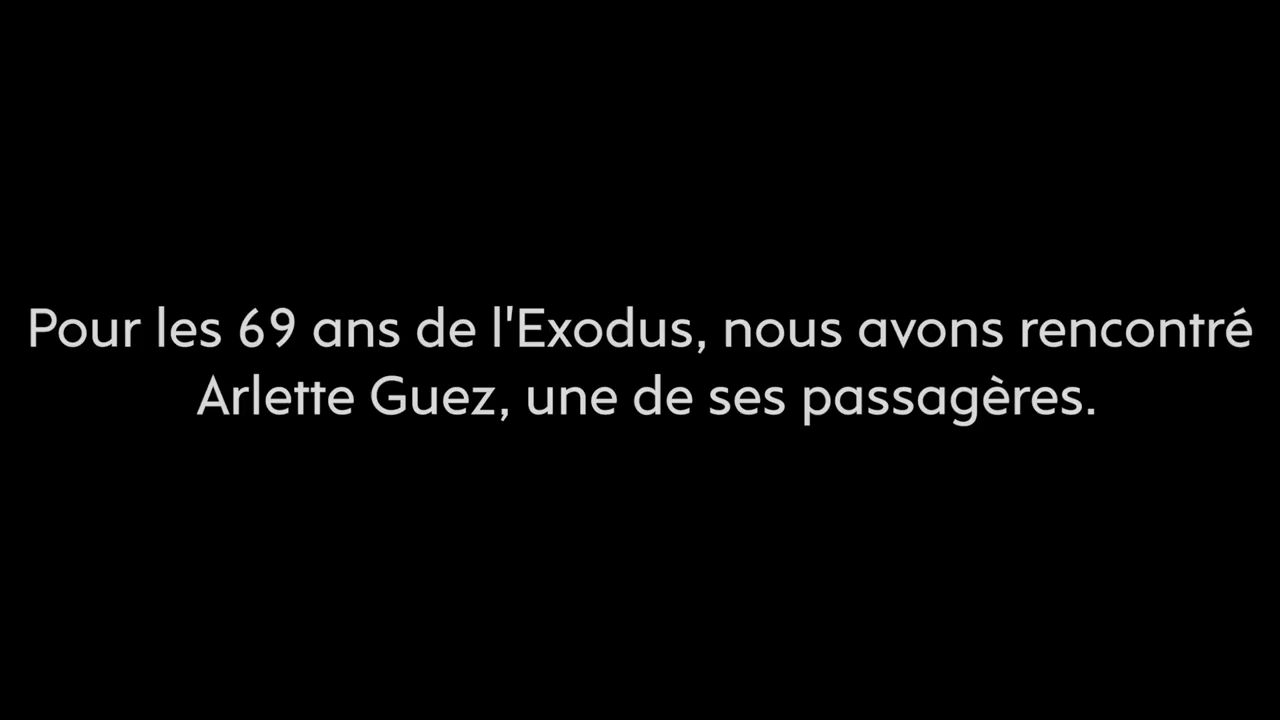 Pour les 69 ans de l'Exodus, nous avons rencontré
Arlette Guez, une de ses passagères.